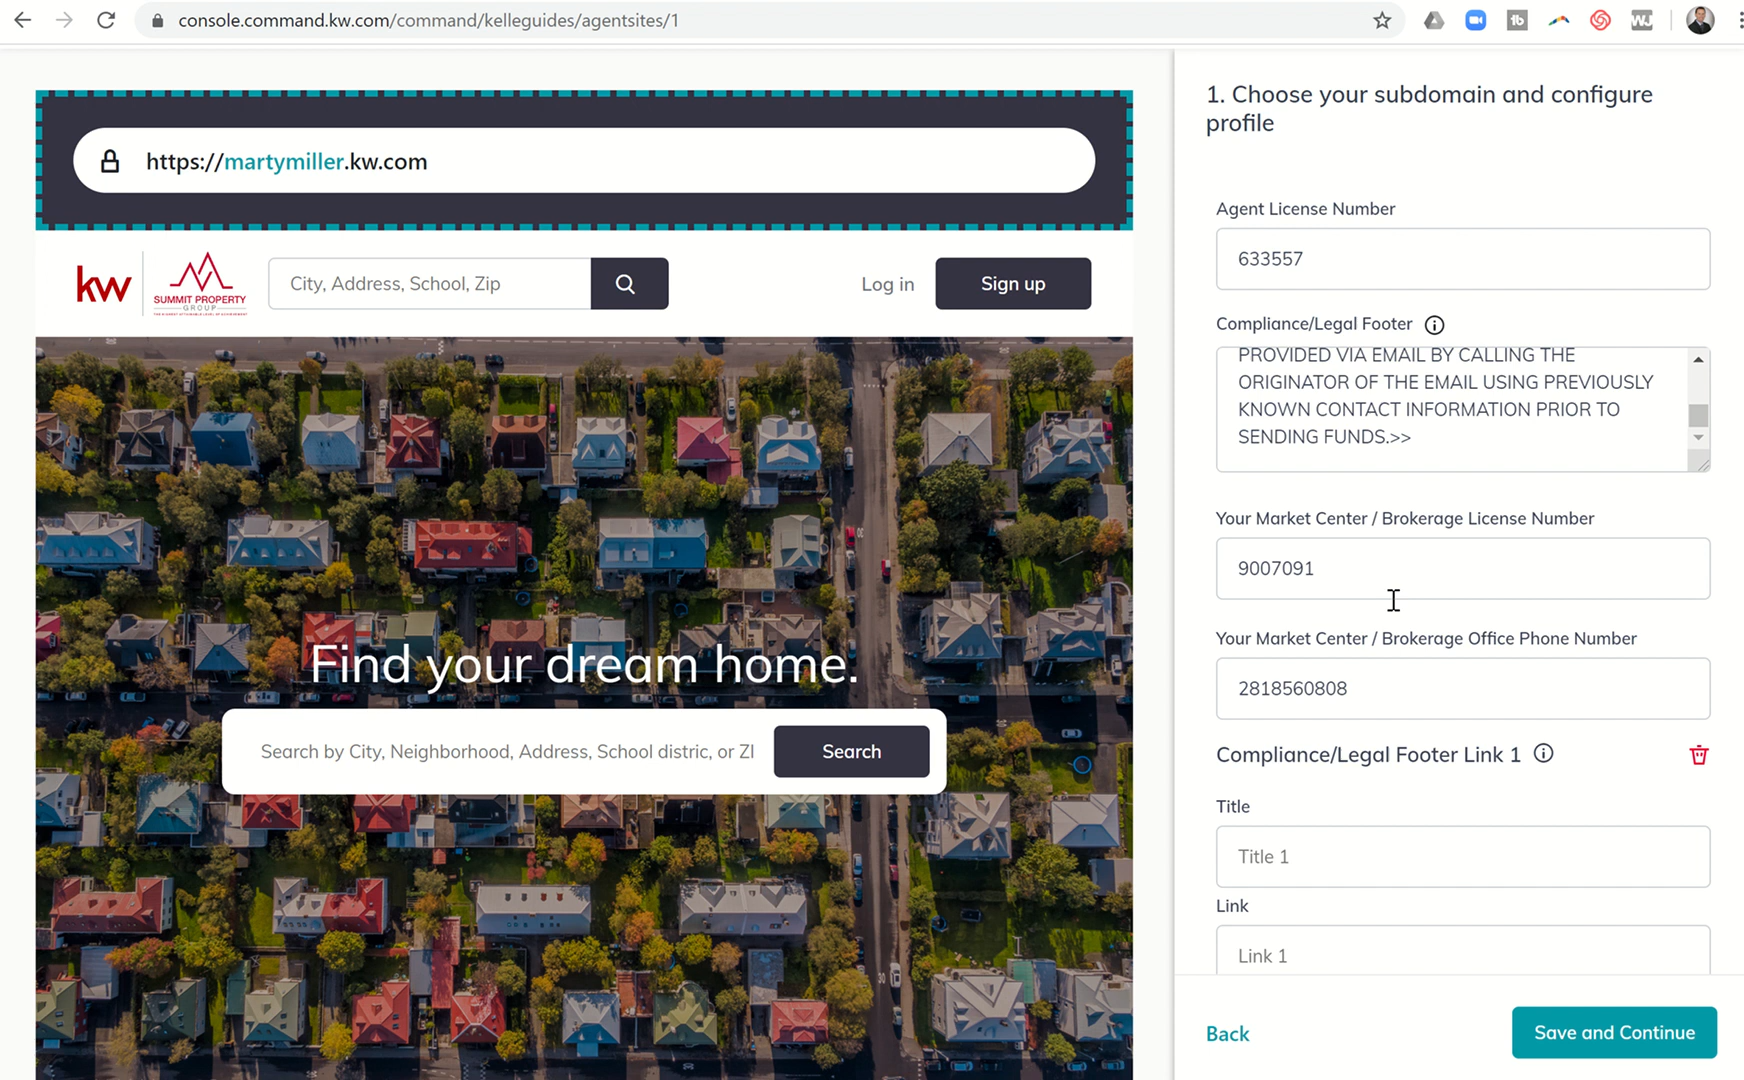 console.command.kw.com/command/kelleguides/agentsites/1
https://martymiller.kw.com
kw
SUMMIT PROPERTY
GROUP
City, Address, School, Zip
Log in
Sign up
Find your dream home.
Search by City, Neighborhood, Address, School distric, or ZI
Search
1. Choose your subdomain and configure
profile
Agent License Number
633557
Compliance/Legal Footer
PROVIDED VIA EMAIL BY CALLING THE
ORIGINATOR OF THE EMAIL USING PREVIOUSLY
KNOWN CONTACT INFORMATION PRIOR TO
SENDING FUNDS.>>
Your Market Center / Brokerage License Number
9007091
Your Market Center / Brokerage Office Phone Number
2818560808
Compliance/Legal Footer Link 1
Title
Title 1
Link
Link 1
Back
Save and Continue